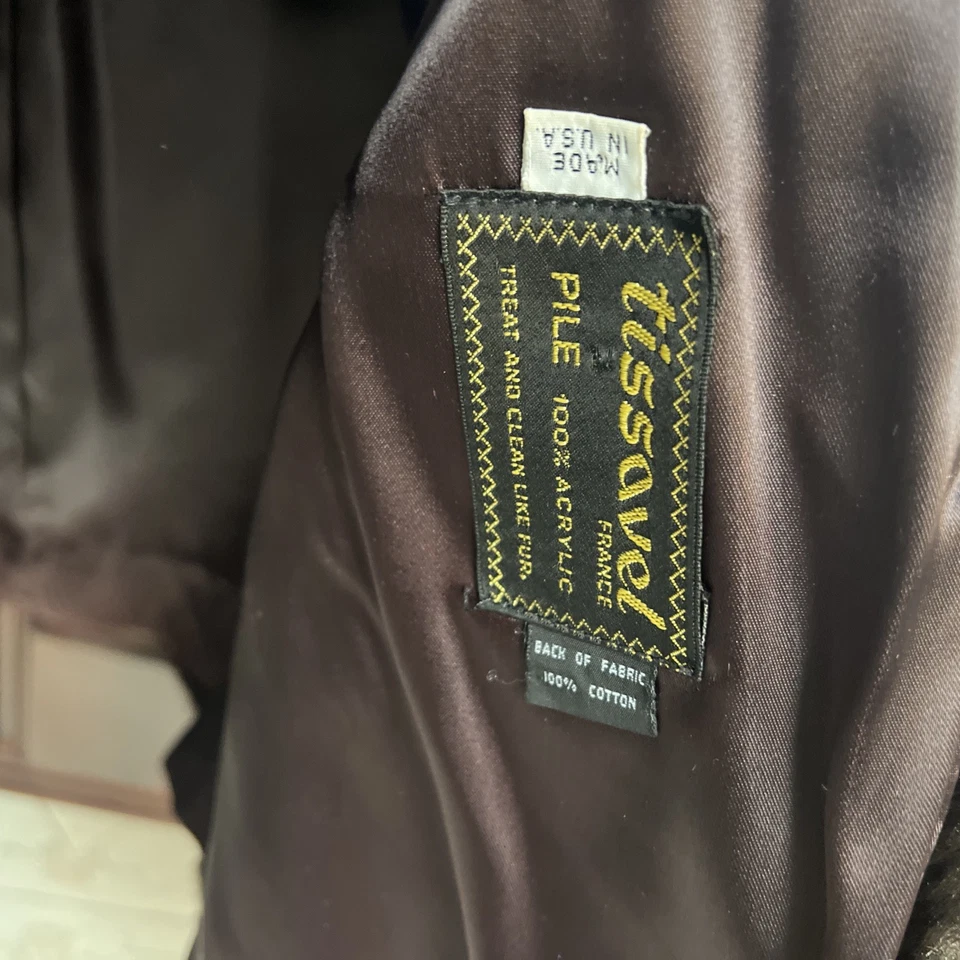 MADE
IN U.S.A.
tissavel
FRANCE
PILE 100% ACRYLIC
TREAT AND CLEAN LIKE FUR.
BACK OF FABRIC
100% COTTON